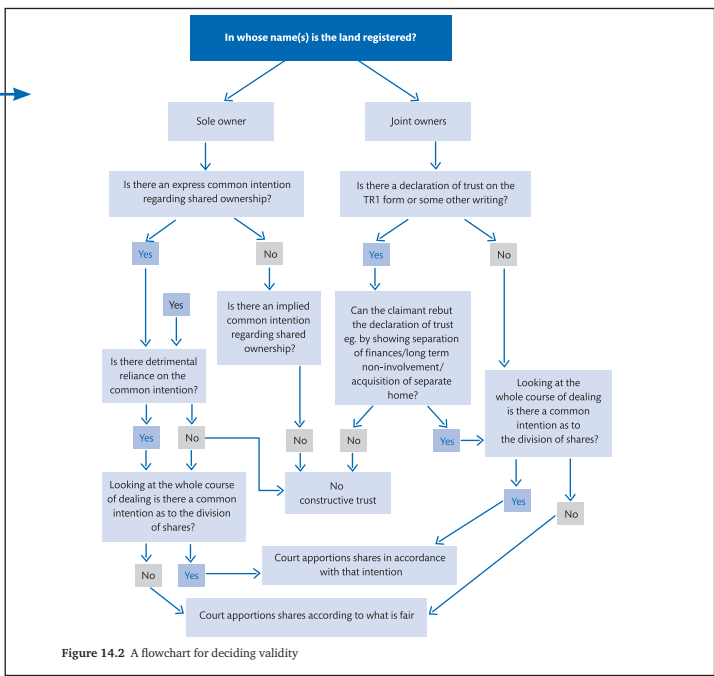 In whose name(s) is the land registered?
Sole owner
Joint owners
Is there an express common intention
regarding shared ownership?
Is there a declaration of trust on the
TR1 form or some other writing?
Yes
No
Yes
No
Yes
Is there an implied
common intention
regarding shared
ownership?
Can the claimant rebut
the declaration of trust
eg. by showing separation
of finances/long term
non-involvement/
acquisition of separate
home?
Is there detrimental
reliance on the
common intention?
Looking at the
whole course of dealing
is there a common
intention as to
the division of shares?
Yes
No
No
No
Yes
Looking at the whole course
of dealing is there a common
intention as to the division
of shares?
No
constructive trust
Yes
No
Court apportions shares in accordance
with that intention
No
Yes
Court apportions shares according to what is fair
Figure 14.2 A flowchart for deciding validity